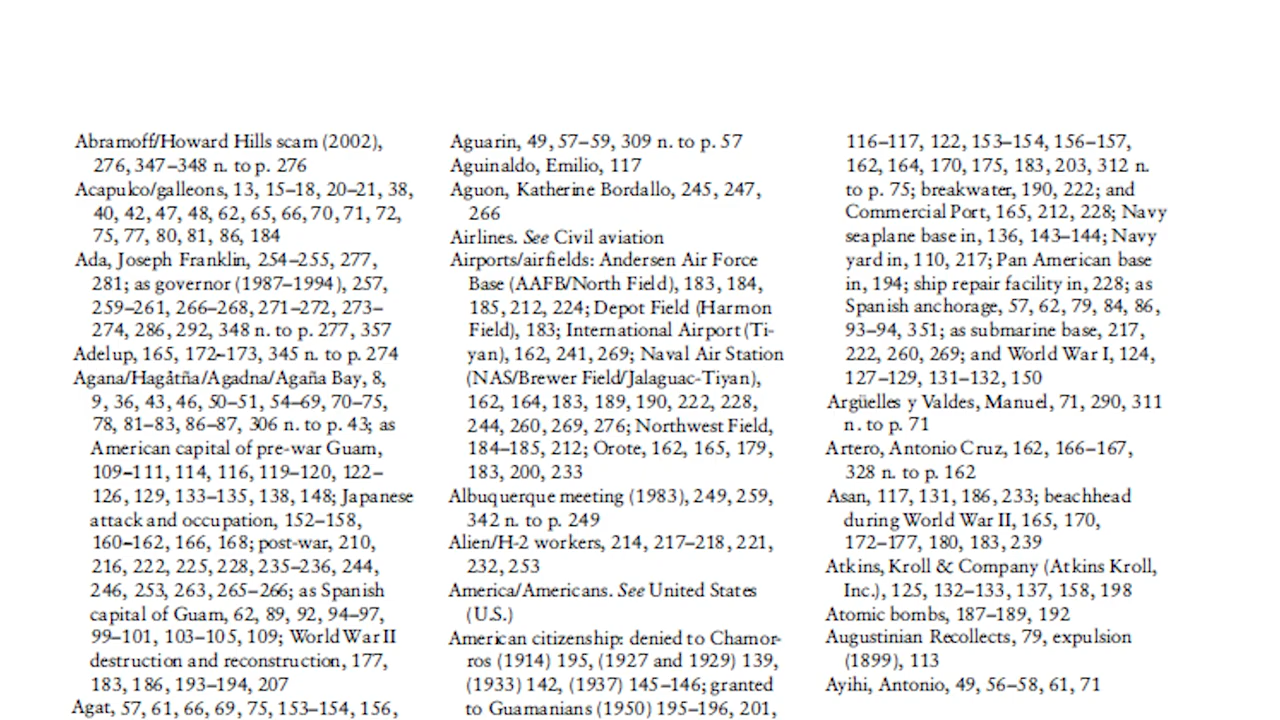 Abramoff/Howard Hills scam (2002),
276, 347–348 n. to p. 276
Acapulco/galleons, 13, 15–18, 20–21, 38,
40, 42, 47, 48, 62, 65, 66, 70, 71, 72,
75, 77, 80, 81, 86, 184
Ada, Joseph Franklin, 254–255, 277,
281; as governor (1987–1994), 257,
259–261, 266–268, 271–272, 273–
274, 286, 292, 348 n. to p. 277, 357
Adelup, 165, 172–173, 345 n. to p. 274
Agana/Hagåtña/Agadna/Agaña Bay, 8,
9, 36, 43, 46, 50–51, 54–69, 70–75,
78, 81–83, 86–87, 306 n. to p. 43; as
American capital of pre-war Guam,
109–111, 114, 116, 119–120, 122–
126, 129, 133–135, 138, 148; Japanese
attack and occupation, 152–158,
160–162, 166, 168; post-war, 210,
216, 222, 225, 228, 235–236, 244,
246, 253, 263, 265–266; as Spanish
capital of Guam, 62, 89, 92, 94–97,
99–101, 103–105, 109; World War II
destruction and reconstruction, 177,
183, 186, 193–194, 207
Agat, 57, 61, 66, 69, 75, 153–154, 156,
Aguarin, 49, 57–59, 309 n. to p. 57
Aguinaldo, Emilio, 117
Aguon, Katherine Bordallo, 245, 247,
266
Airlines. See Civil aviation
Airports/airfields: Andersen Air Force
Base (AAFB/North Field), 183, 184,
185, 212, 224; Depot Field (Harmon
Field), 183; International Airport (Ti-
yan), 162, 241, 269; Naval Air Station
(NAS/Brewer Field/Jalaguac-Tiyan),
162, 164, 183, 189, 190, 222, 228,
244, 260, 269, 276; Northwest Field,
184–185, 212; Orote, 162, 165, 179,
183, 200, 233
Albuquerque meeting (1983), 249, 259,
342 n. to p. 249
Alien/H-2 workers, 214, 217–218, 221,
232, 253
America/Americans. See United States
(U.S.)
American citizenship: denied to Chamor-
ros (1914) 195, (1927 and 1929) 139,
(1933) 142, (1937) 145–146; granted
to Guamanians (1950) 195–196, 201,
116–117, 122, 153–154, 156–157,
162, 164, 170, 175, 183, 203, 312 n.
to p. 75; breakwater, 190, 222; and
Commercial Port, 165, 212, 228; Navy
seaplane base in, 136, 143–144; Navy
yard in, 110, 217; Pan American base
in, 194; ship repair facility in, 228; as
Spanish anchorage, 57, 62, 79, 84, 86,
93–94, 351; as submarine base, 217,
222, 260, 269; and World War I, 124,
127–129, 131–132, 150
Argüelles y Valdes, Manuel, 71, 290, 311
n. to p. 71
Artero, Antonio Cruz, 162, 166–167,
328 n. to p. 162
Asan, 117, 131, 186, 233; beachhead
during World War II, 165, 170,
172–177, 180, 183, 239
Atkins, Kroll & Company (Atkins Kroll,
Inc.), 125, 132–133, 137, 158, 198
Atomic bombs, 187–189, 192
Augustinian Recollects, 79, expulsion
(1899), 113
Ayihi, Antonio, 49, 56–58, 61, 71